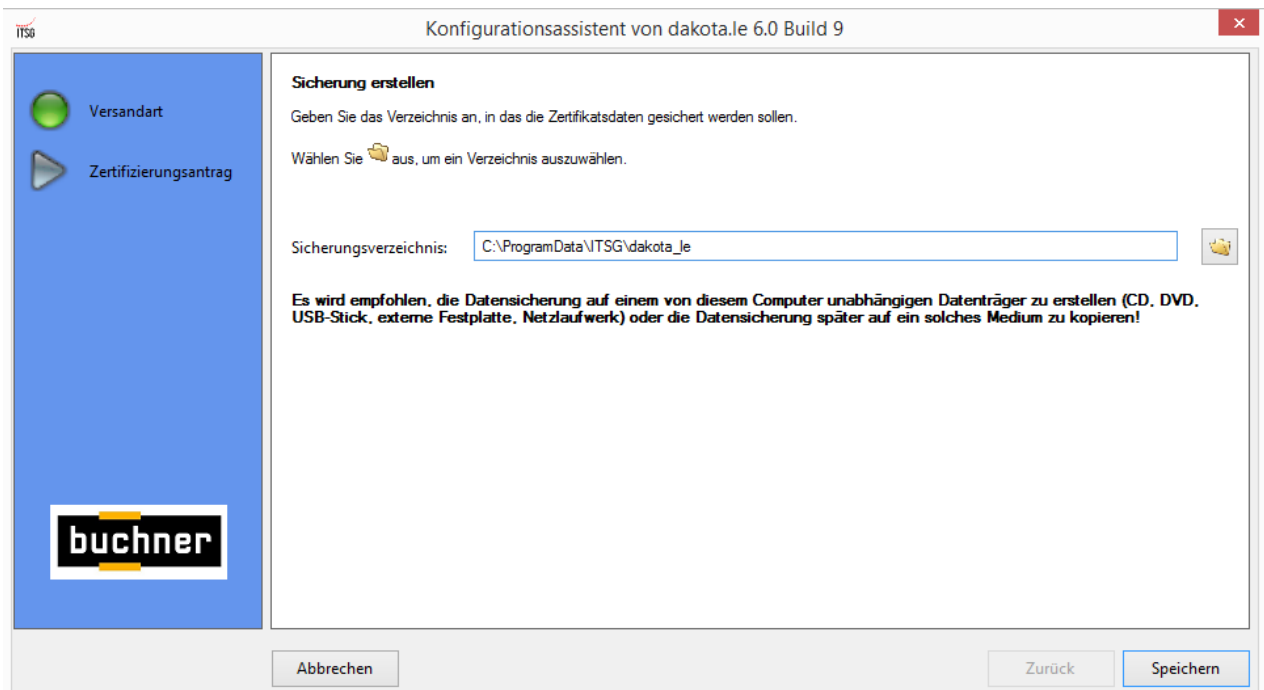 ITSG
Konfigurationsassistent von dakota.le 6.0 Build 9
Versandart
Zertifizierungsantrag
buchner
Sicherung erstellen
Geben Sie das Verzeichnis an, in das die Zertifikatsdaten gesichert werden sollen.
Wählen Sie aus, um ein Verzeichnis auszuwählen.
Sicherungsverzeichnis: C:\ProgramData\ITSG\dakota_le
Es wird empfohlen, die Datensicherung auf einem von diesem Computer unabhängigen Datenträger zu erstellen (CD, DVD,
USB-Stick, externe Festplatte, Netzlaufwerk) oder die Datensicherung später auf ein solches Medium zu kopieren!
Abbrechen Zurück Speichern